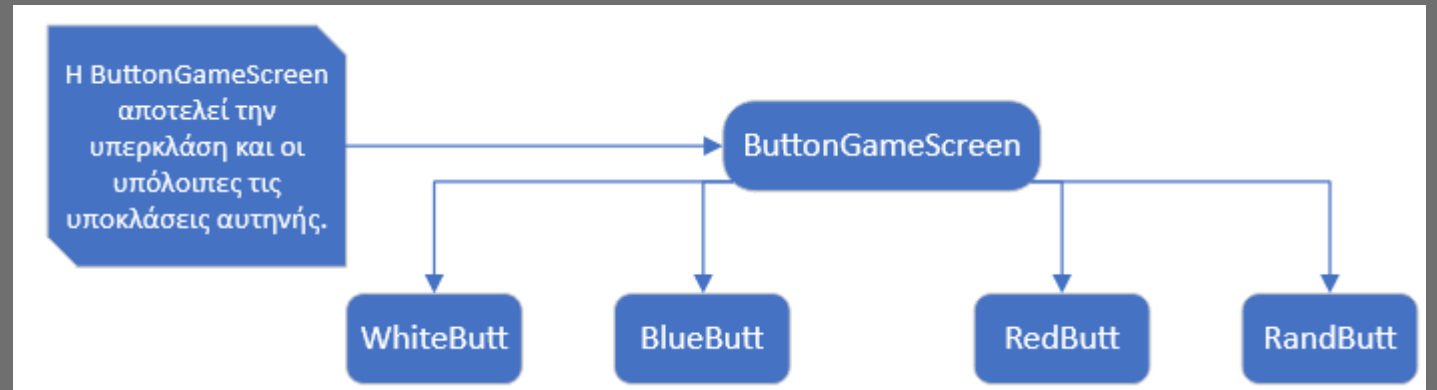 Η ButtonGameScreen
αποτελεί την
υπερκλάση και οι
υπόλοιπες τις
υποκλάσεις αυτηνής.
ButtonGameScreen
WhiteButt
BlueButt
RedButt
RandButt